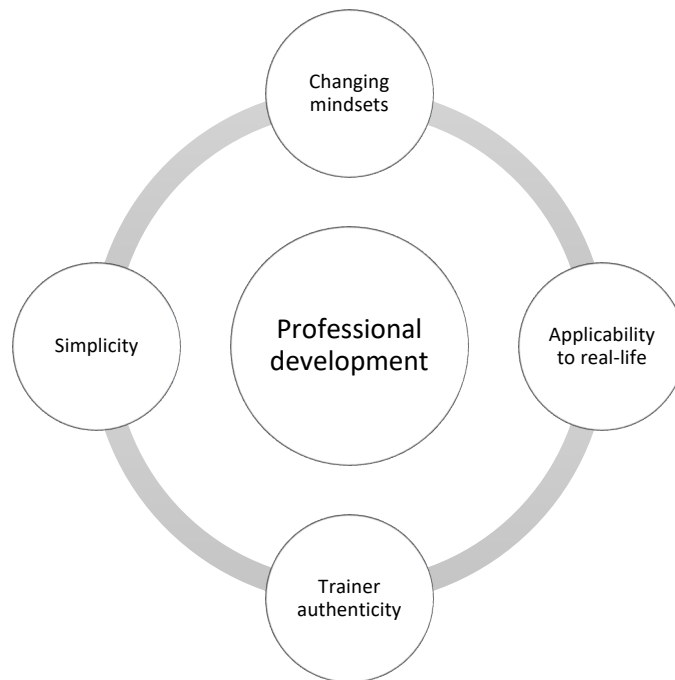 Changing
mindsets
Simplicity
Professional
development
Applicability
to real-life
Trainer
authenticity